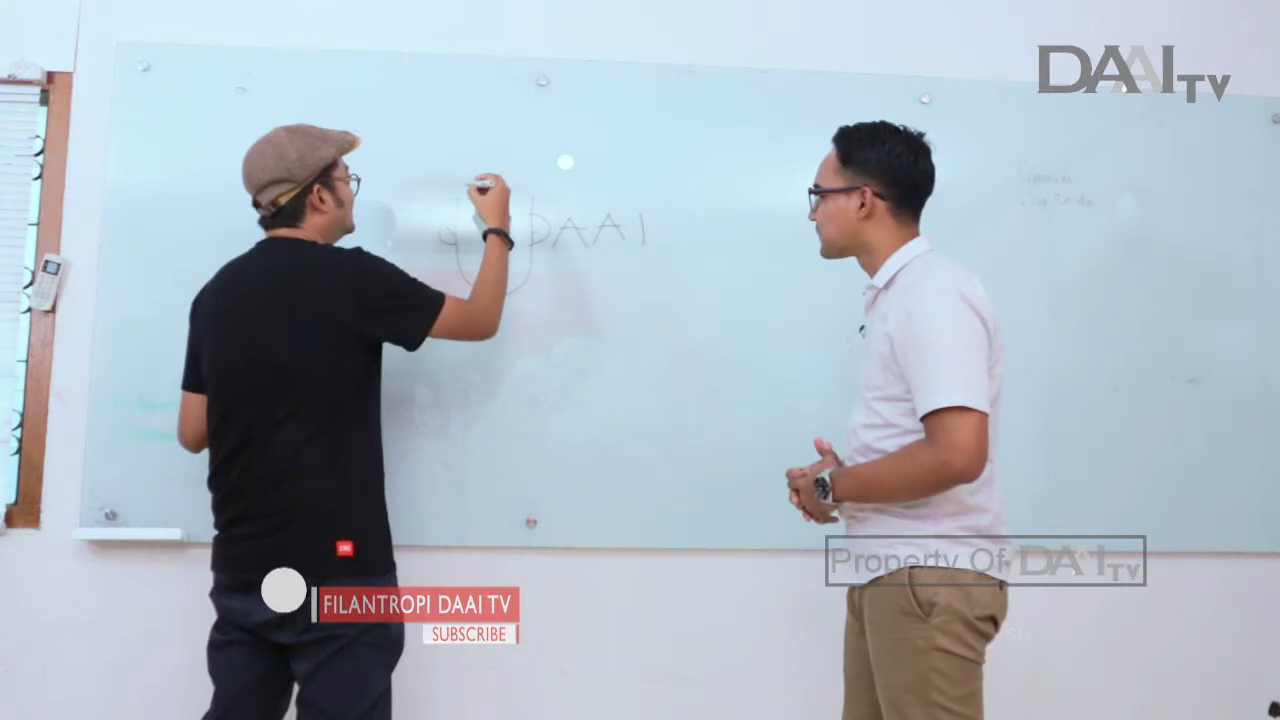 DAAI TV
DAAI
Property Of DAAI TV
FILANTROPI DAAI TV
SUBSCRIBE